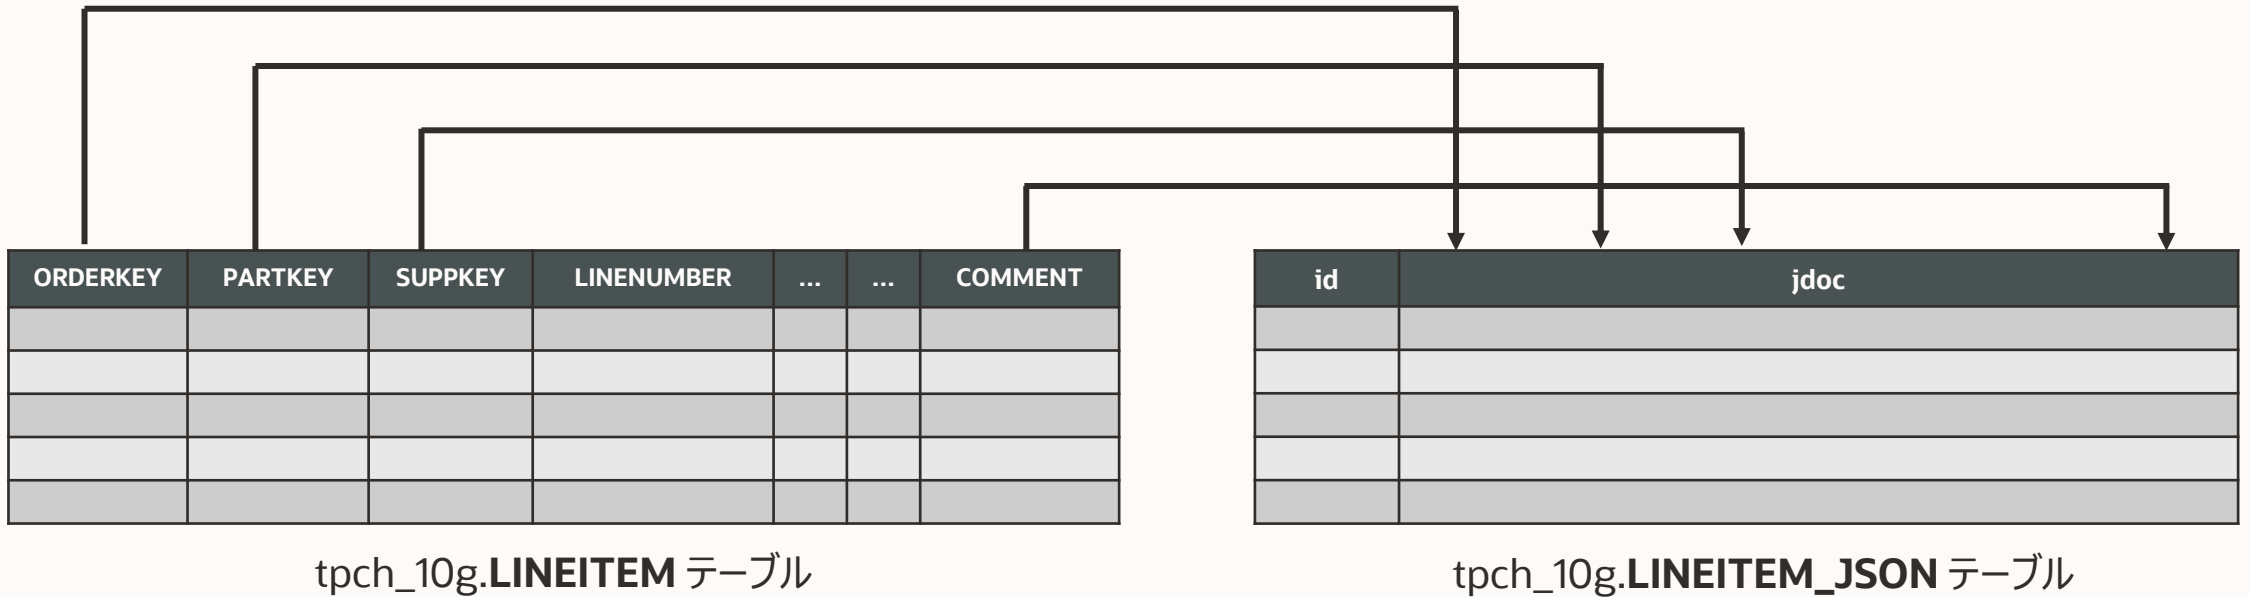 ORDERKEY PARTKEY SUPPKEY LINENUMBER ... ... COMMENT
id jdoc
tpch_10g.LINEITEM テーブル
tpch_10g.LINEITEM_JSON テーブル